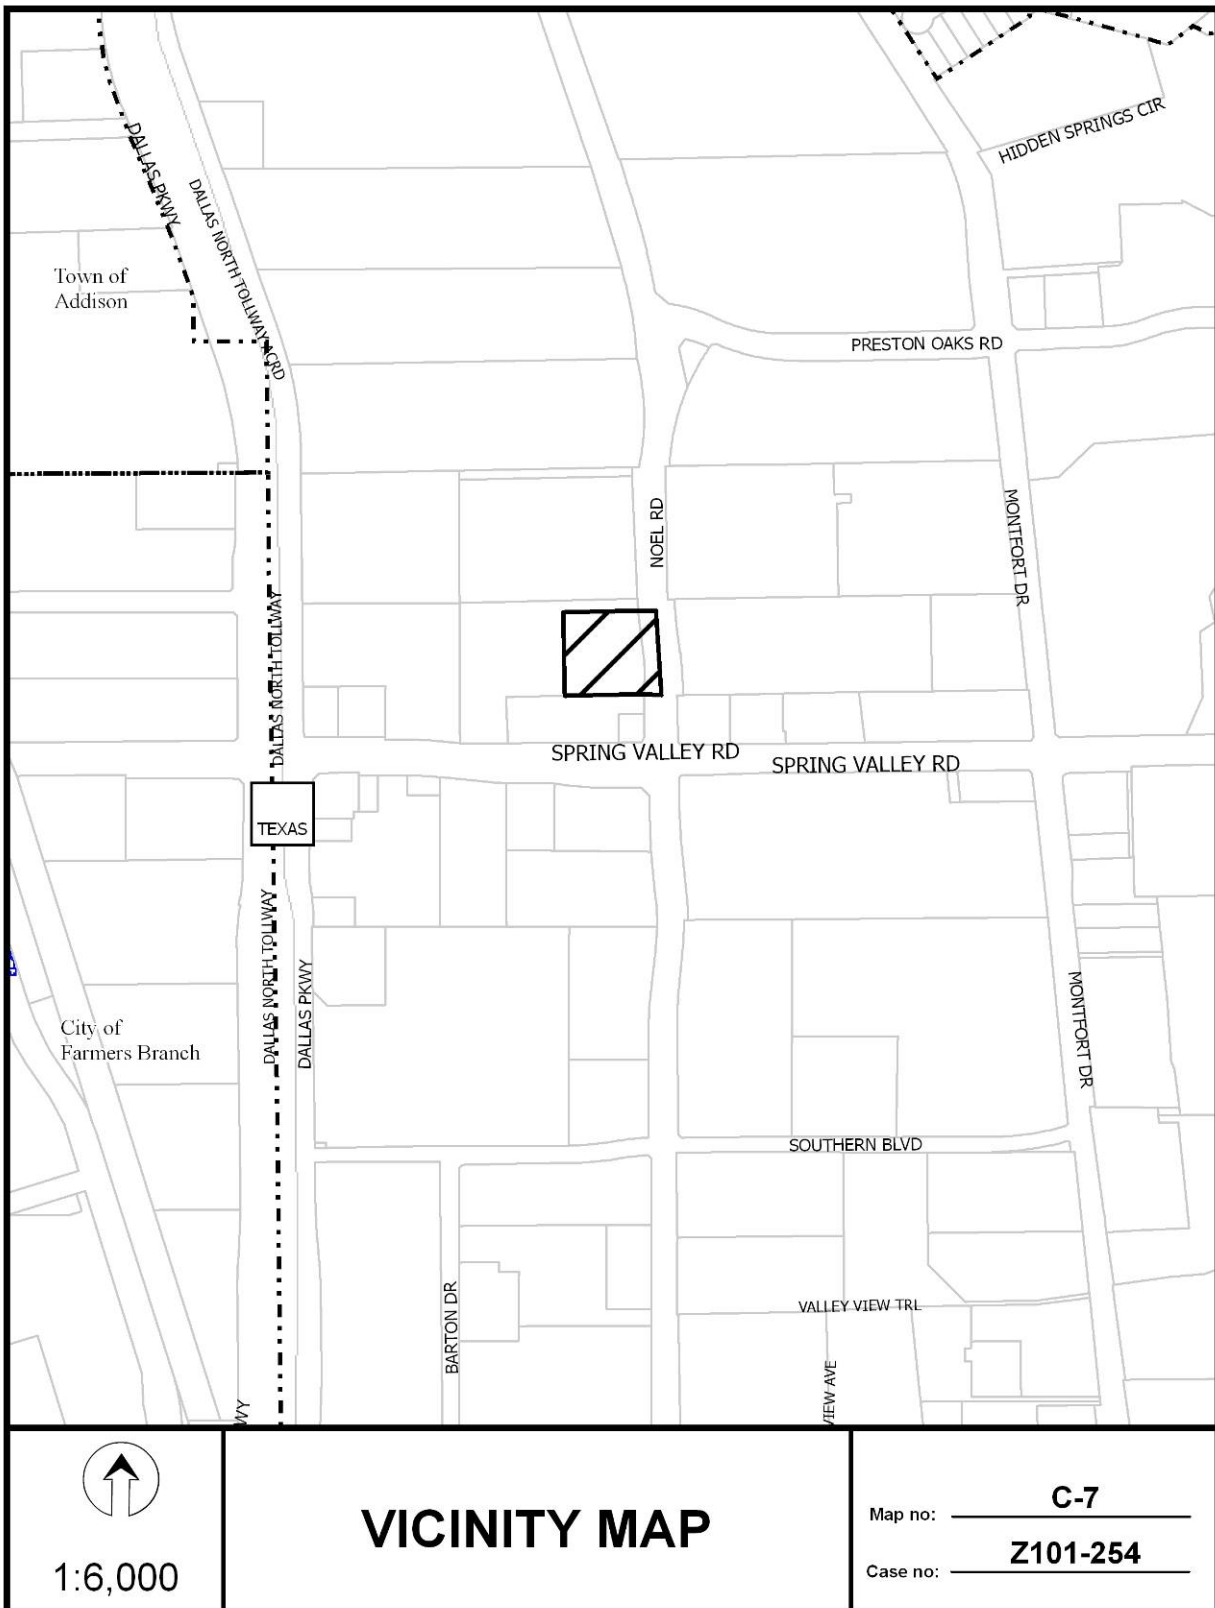 HIDDEN SPRINGS CIR
DALLAS PKWY
DALLAS NORTH TOLLWAY ACRD
Town of
Addison
PRESTON OAKS RD
NOEL RD
MONTFORT DR
DALLAS NORTH TOLLWAY
SPRING VALLEY RD
SPRING VALLEY RD
TEXAS
DALLAS NORTH TOLLWAY
DALLAS PKWY
City of
Farmers Branch
MONTFORT DR
SOUTHERN BLVD
BARTON DR
VALLEY VIEW TRL
VIEW AVE
WY
1:6,000
VICINITY MAP
Map no: C-7
Case no: Z101-254